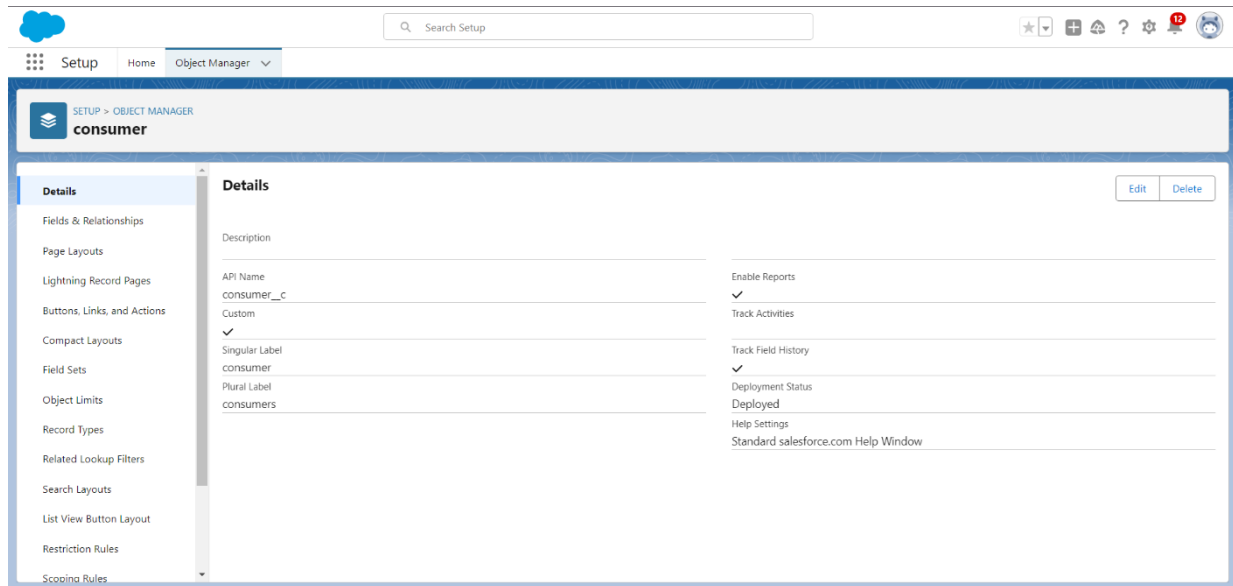 Search Setup
12
Setup
Home
Object Manager
SETUP > OBJECT MANAGER
consumer
Details
Fields & Relationships
Page Layouts
Lightning Record Pages
Buttons, Links, and Actions
Compact Layouts
Field Sets
Object Limits
Record Types
Related Lookup Filters
Search Layouts
List View Button Layout
Restriction Rules
Scoping Rules
Details
Edit
Delete
Description
API Name
consumer__c
Custom
Singular Label
consumer
Plural Label
consumers
Enable Reports
Track Activities
Track Field History
Deployment Status
Deployed
Help Settings
Standard salesforce.com Help Window